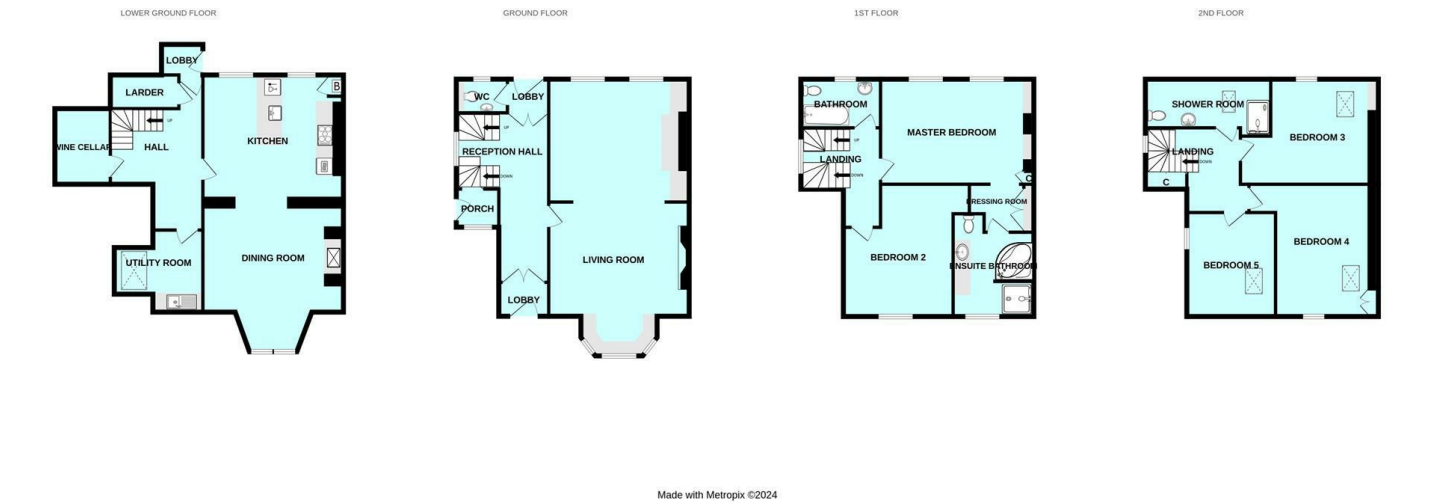 LOWER GROUND FLOOR
LOBBY
LARDER
UP
WINE CELLAR
HALL
KITCHEN
B
UTILITY ROOM
DINING ROOM
GROUND FLOOR
WC
LOBBY
UP
RECEPTION HALL
DOWN
PORCH
LIVING ROOM
LOBBY
1ST FLOOR
BATHROOM
MASTER BEDROOM
UP
LANDING
DOWN
C
DRESSING ROOM
BEDROOM 2
ENSUITE BATHROOM
2ND FLOOR
SHOWER ROOM
BEDROOM 3
LANDING
DOWN
C
BEDROOM 4
BEDROOM 5
Made with Metropix ©2024